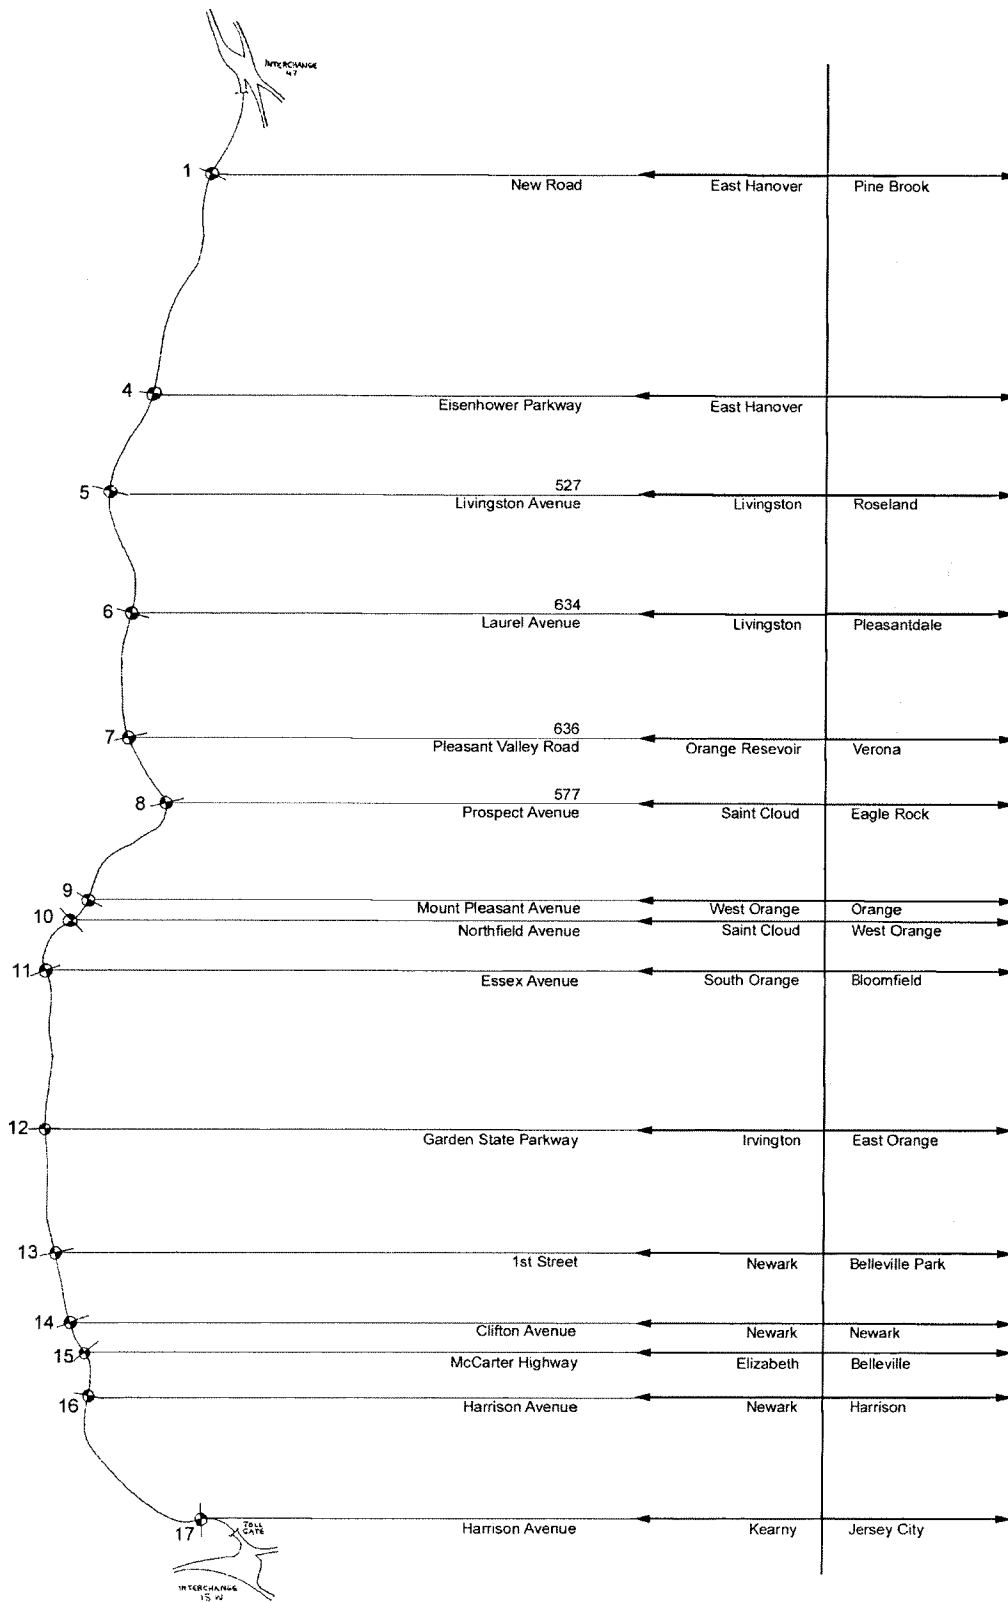 INTERCHANGE
47
1 New Road East Hanover Pine Brook
4 Eisenhower Parkway East Hanover
5 527
Livingston Avenue Livingston Roseland
6 634
Laurel Avenue Livingston Pleasantdale
7 636
Pleasant Valley Road Orange Resevoir Verona
8 577
Prospect Avenue Saint Cloud Eagle Rock
9 Mount Pleasant Avenue West Orange Orange
10 Northfield Avenue Saint Cloud West Orange
11 Essex Avenue South Orange Bloomfield
12 Garden State Parkway Irvington East Orange
13 1st Street Newark Belleville Park
14 Clifton Avenue Newark Newark
15 McCarter Highway Elizabeth Belleville
16 Harrison Avenue Newark Harrison
17 Harrison Avenue Kearny Jersey City
TOLL
GATE
INTERCHANGE
15 W